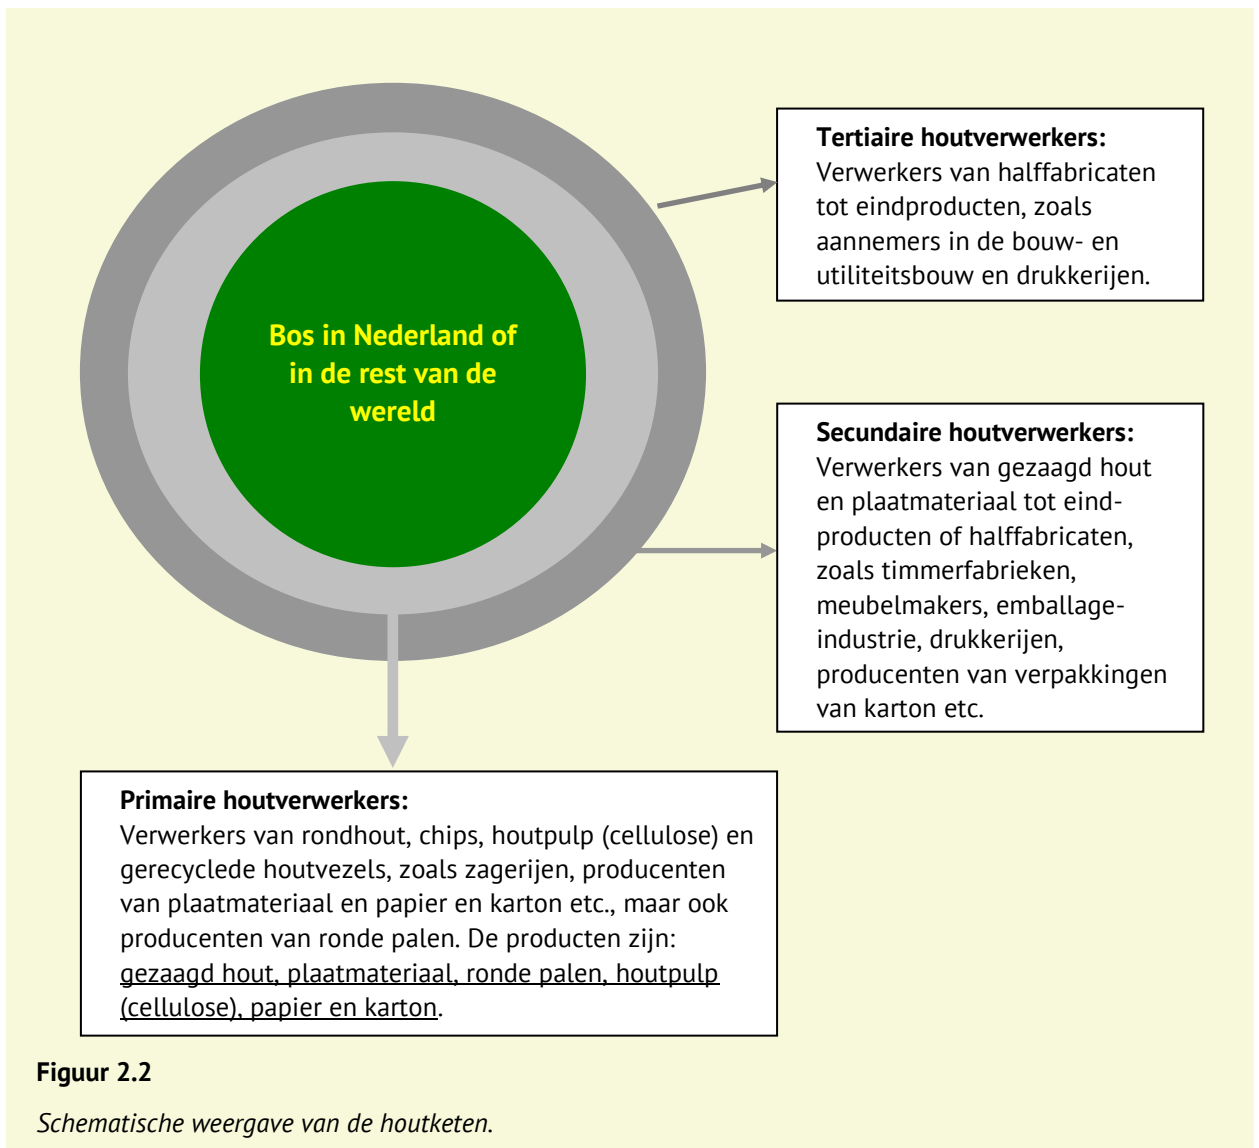 Bos in Nederland of
in de rest van de
wereld
Tertiaire houtverwerkers:
Verwerkers van halffabricaten
tot eindproducten, zoals
aannemers in de bouw- en
utiliteitsbouw en drukkerijen.
Secundaire houtverwerkers:
Verwerkers van gezaagd hout
en plaatmateriaal tot eind-
producten of halffabricaten,
zoals timmerfabrieken,
meubelmakers, emballage-
industrie, drukkerijen,
producenten van verpakkingen
van karton etc.
Primaire houtverwerkers:
Verwerkers van rondhout, chips, houtpulp (cellulose) en
gerecyclede houtvezels, zoals zagerijen, producenten
van plaatmateriaal en papier en karton etc., maar ook
producenten van ronde palen. De producten zijn:
gezaagd hout, plaatmateriaal, ronde palen, houtpulp
(cellulose), papier en karton.
Figuur 2.2
Schematische weergave van de houtketen.